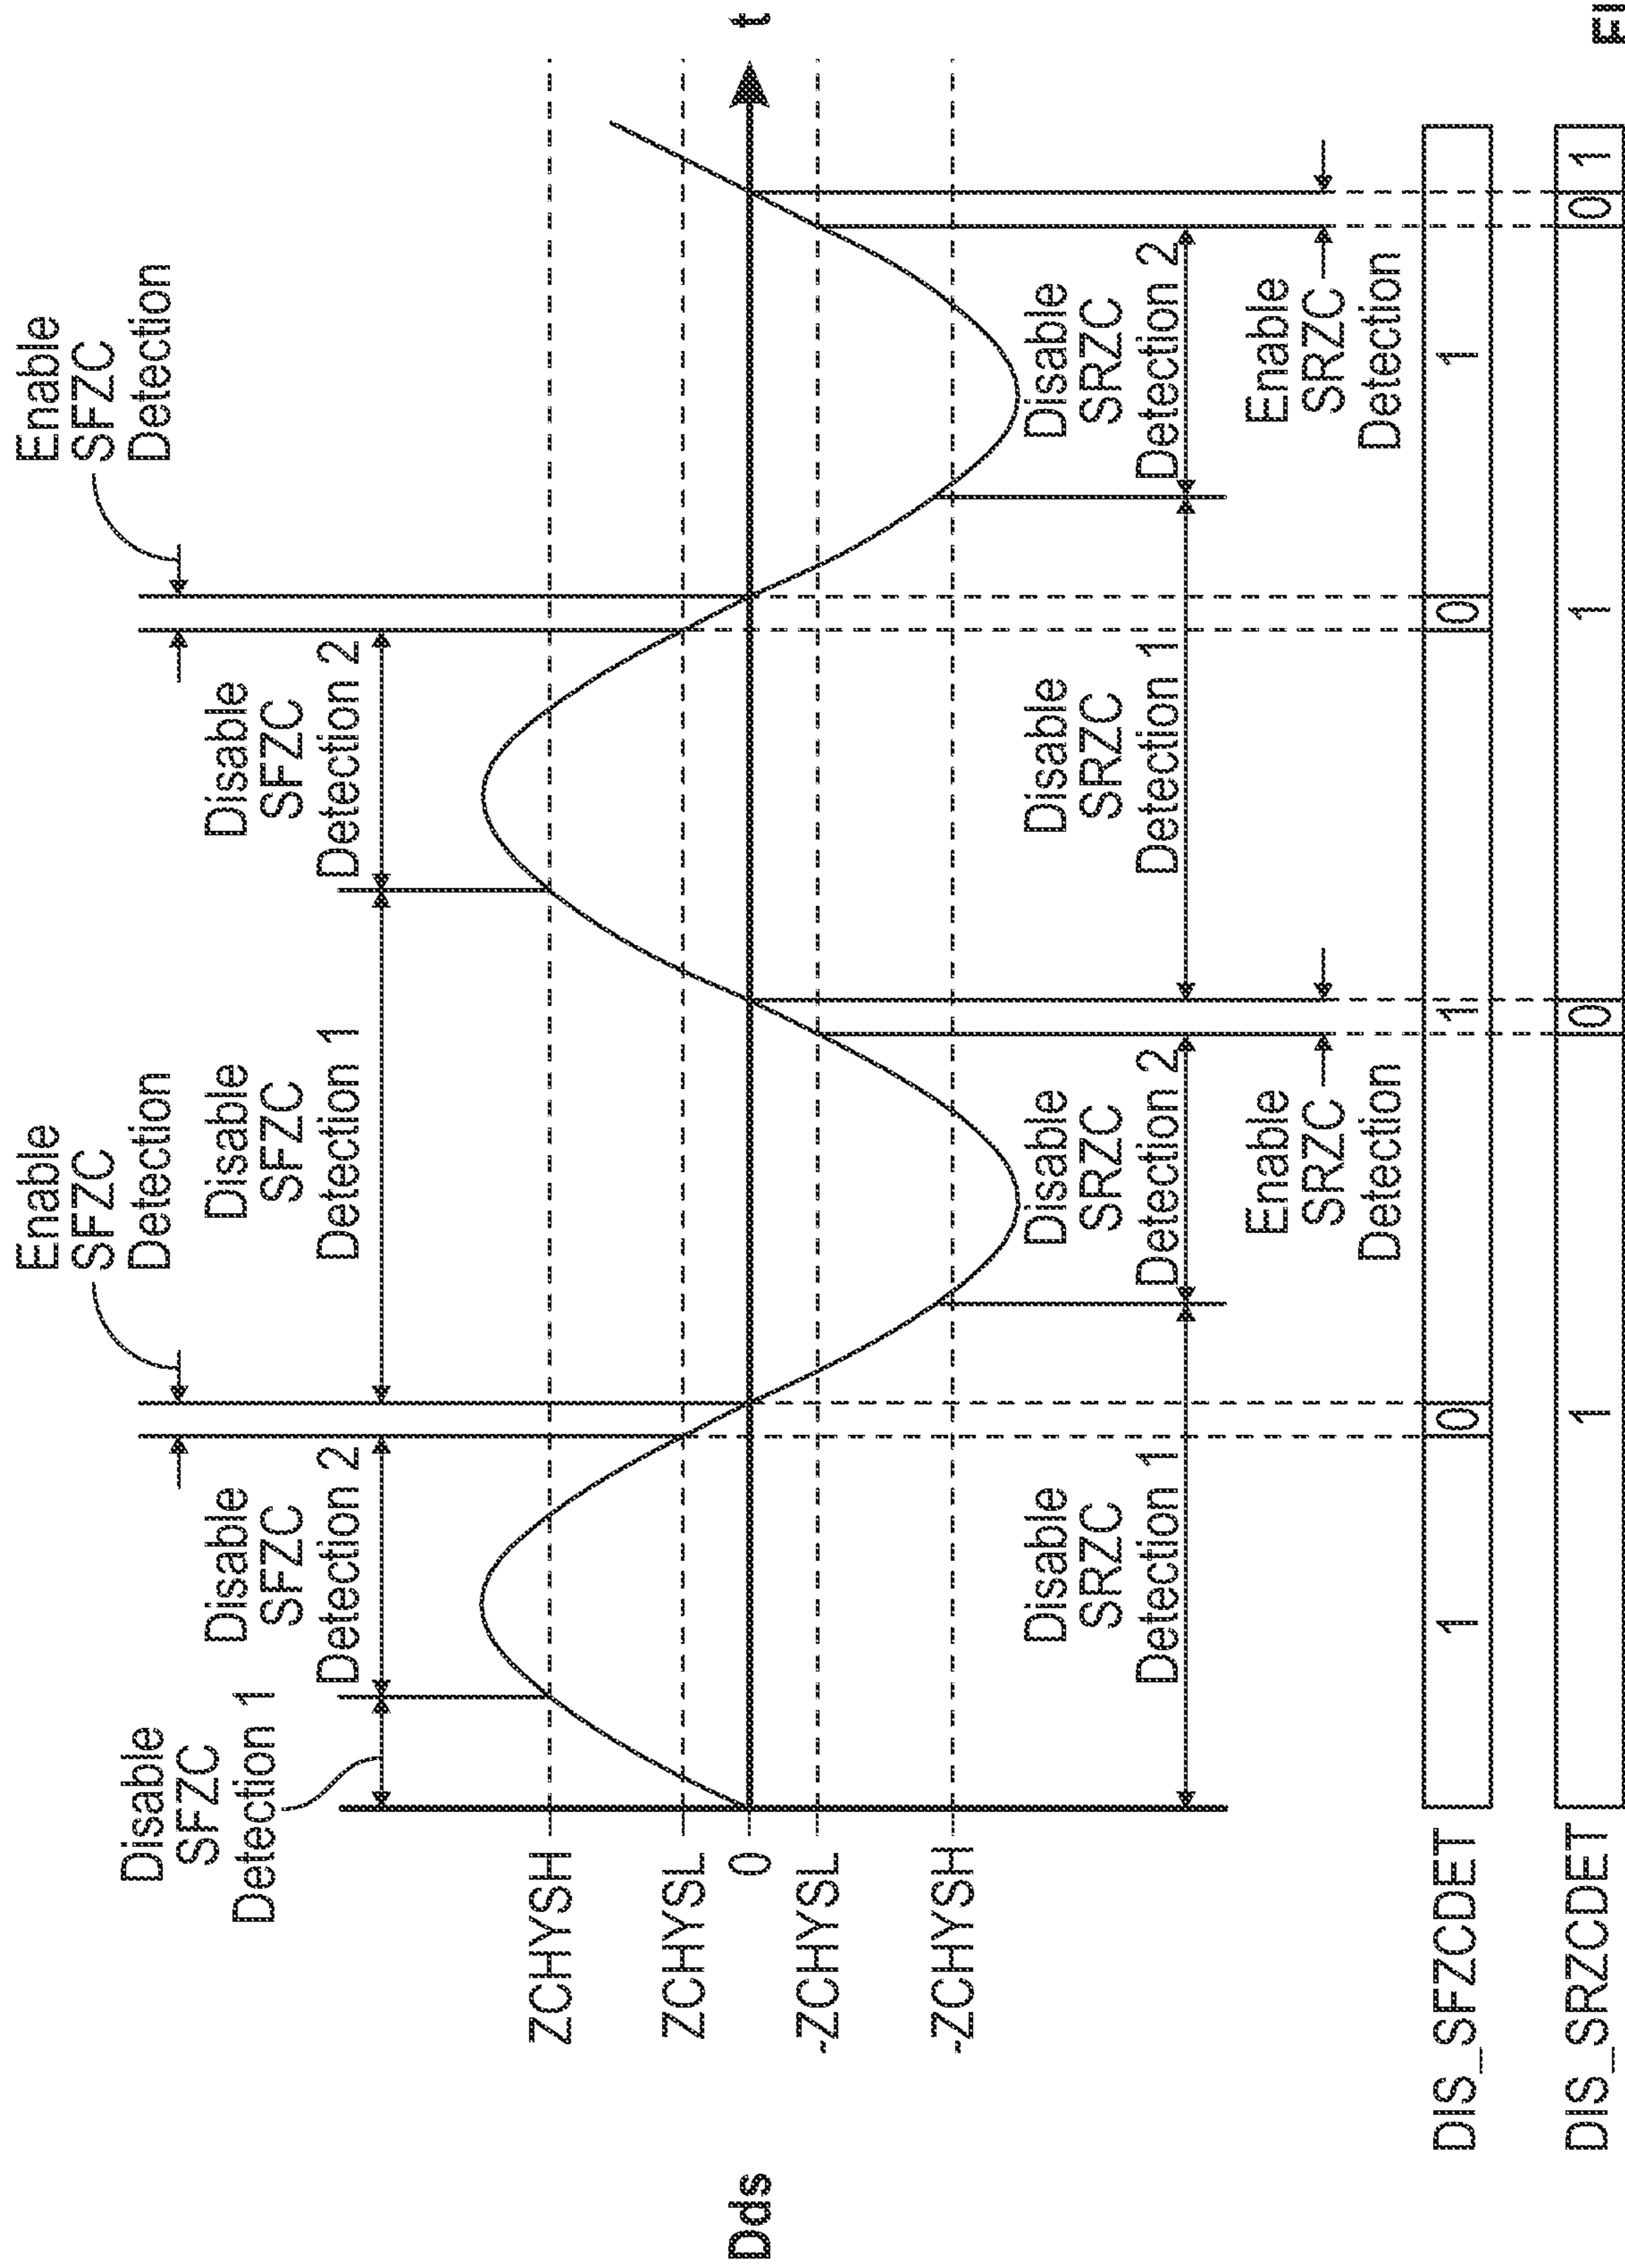 Enable
SFZC
Detection
Enable
SFZC
Detection
Disable
SFZC
Detection 1
Disable
SFZC
Detection 2
Disable
SFZC
Detection 1
Disable
SFZC
Detection 2
ZCHYSH
ZCHYSL
Dds
0
t
-ZCHYSL
-ZCHYSH
Disable
SRZC
Detection 1
Disable
SRZC
Detection 2
Disable
SRZC
Detection 1
Disable
SRZC
Detection 2
Enable
SRZC
Detection
Enable
SRZC
Detection
DIS_SFZCDET 1 0 1 0 1
DIS_SRZCDET 1 0 1 0 1